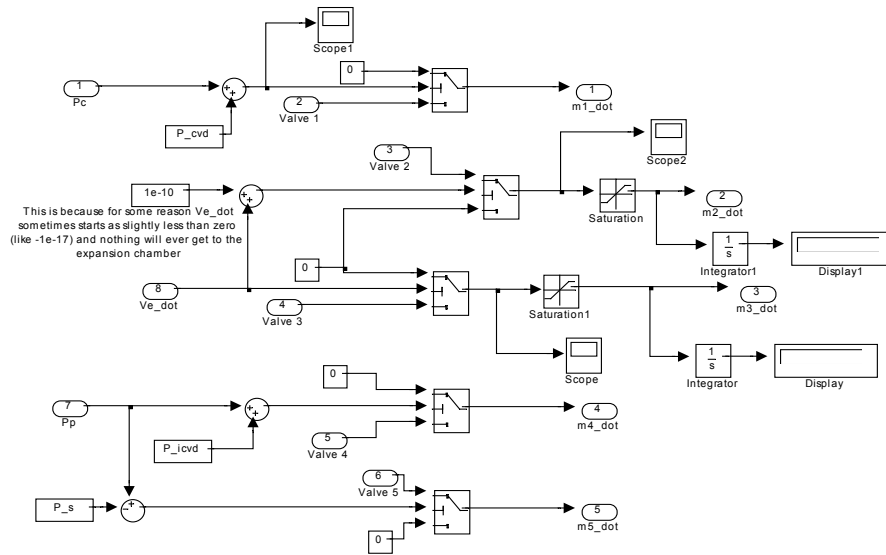 Scope1
0
1
Pc
+
+
2
Valve 1
1
m1_dot
P_cvd
3
Valve 2
Scope2
1e-10
+
+
This is because for some reason Ve_dot
sometimes starts as slightly less than zero
(like -1e-17) and nothing will ever get to the
expansion chamber
Saturation
2
m2_dot
1
s
Integrator1
Display1
0
8
Ve_dot
4
Valve 3
Saturation1
3
m3_dot
Scope
1
s
Integrator
Display
0
7
Pp
+
+
4
m4_dot
P_icvd
5
Valve 4
6
Valve 5
P_s
-
+
5
m5_dot
0